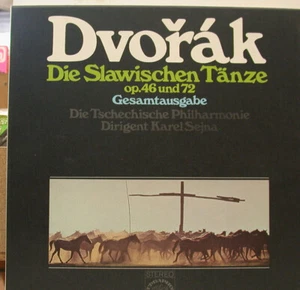 Dvořák
Die Slawischen Tänze
op.46 und 72
Gesamtausgabe
Die Tschechische Philharmonie
Dirigent Karel Sejna
STEREO